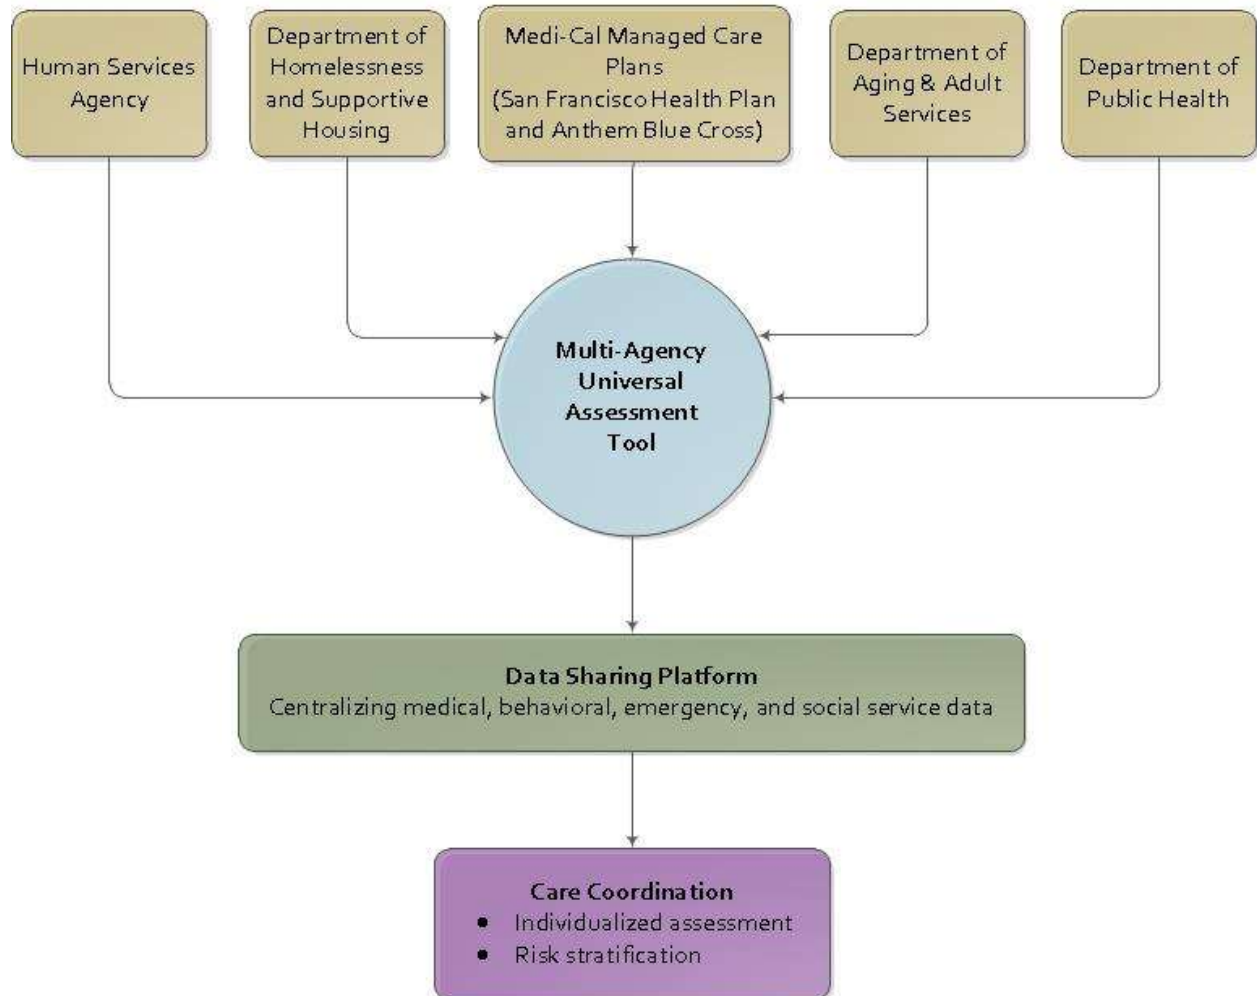 Human Services
Agency
Department of
Homelessness
and Supportive
Housing
Medi-Cal Managed Care
Plans
(San Francisco Health Plan
and Anthem Blue Cross)
Department of
Aging & Adult
Services
Department of
Public Health
Multi-Agency
Universal
Assessment
Tool
Data Sharing Platform
Centralizing medical, behavioral, emergency, and social service data
Care Coordination
• Individualized assessment
• Risk stratification